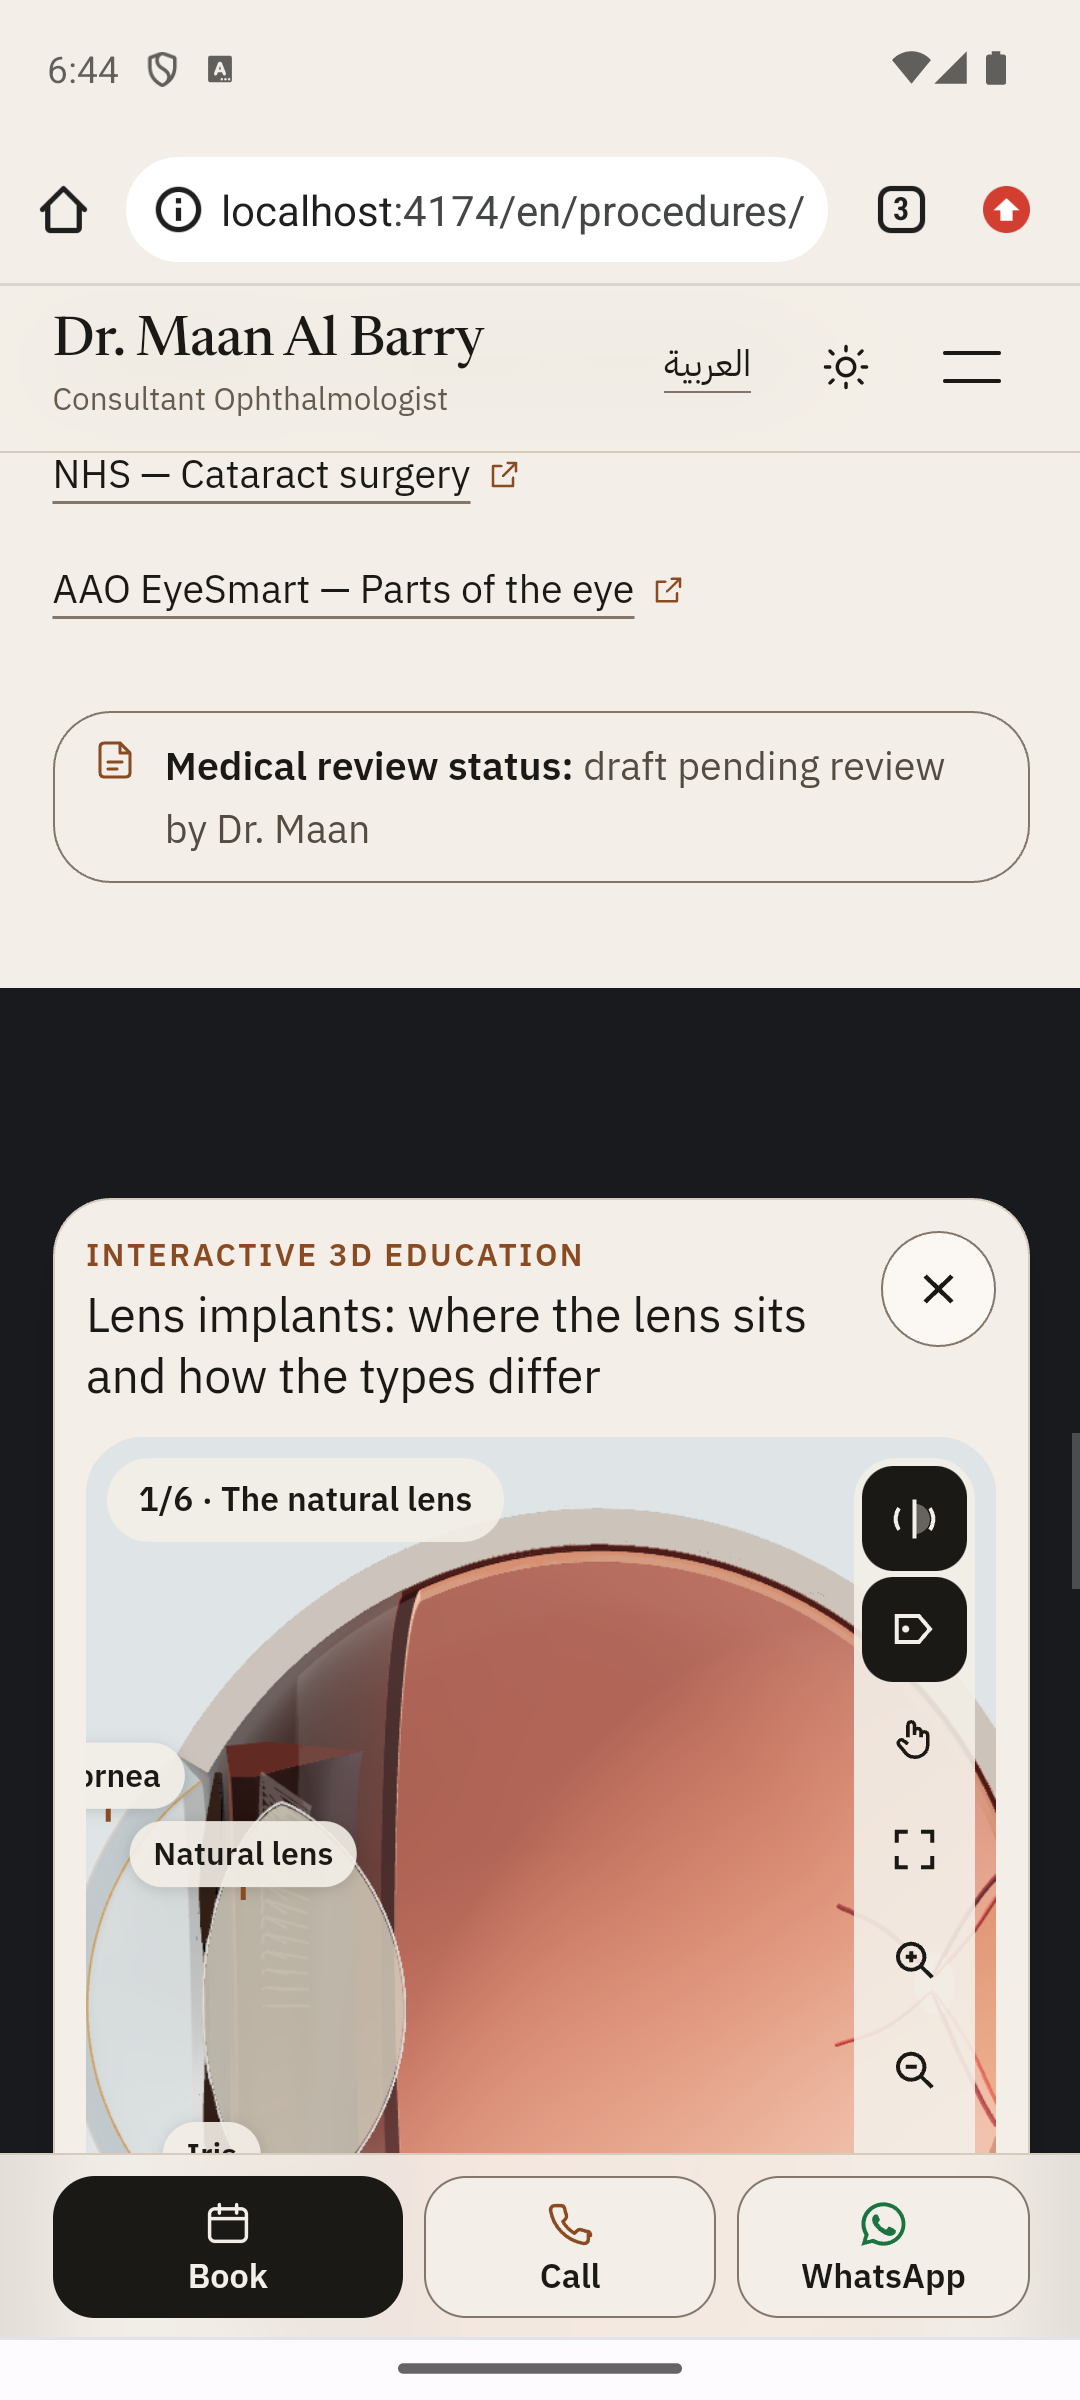 6:44
localhost:4174/en/procedures/
3
Dr. Maan Al Barry
Consultant Ophthalmologist
العربية
NHS — Cataract surgery
AAO EyeSmart — Parts of the eye
Medical review status: draft pending review
by Dr. Maan
INTERACTIVE 3D EDUCATION
Lens implants: where the lens sits
and how the types differ
1/6 · The natural lens
ornea
Natural lens
Iris
Book
Call
WhatsApp